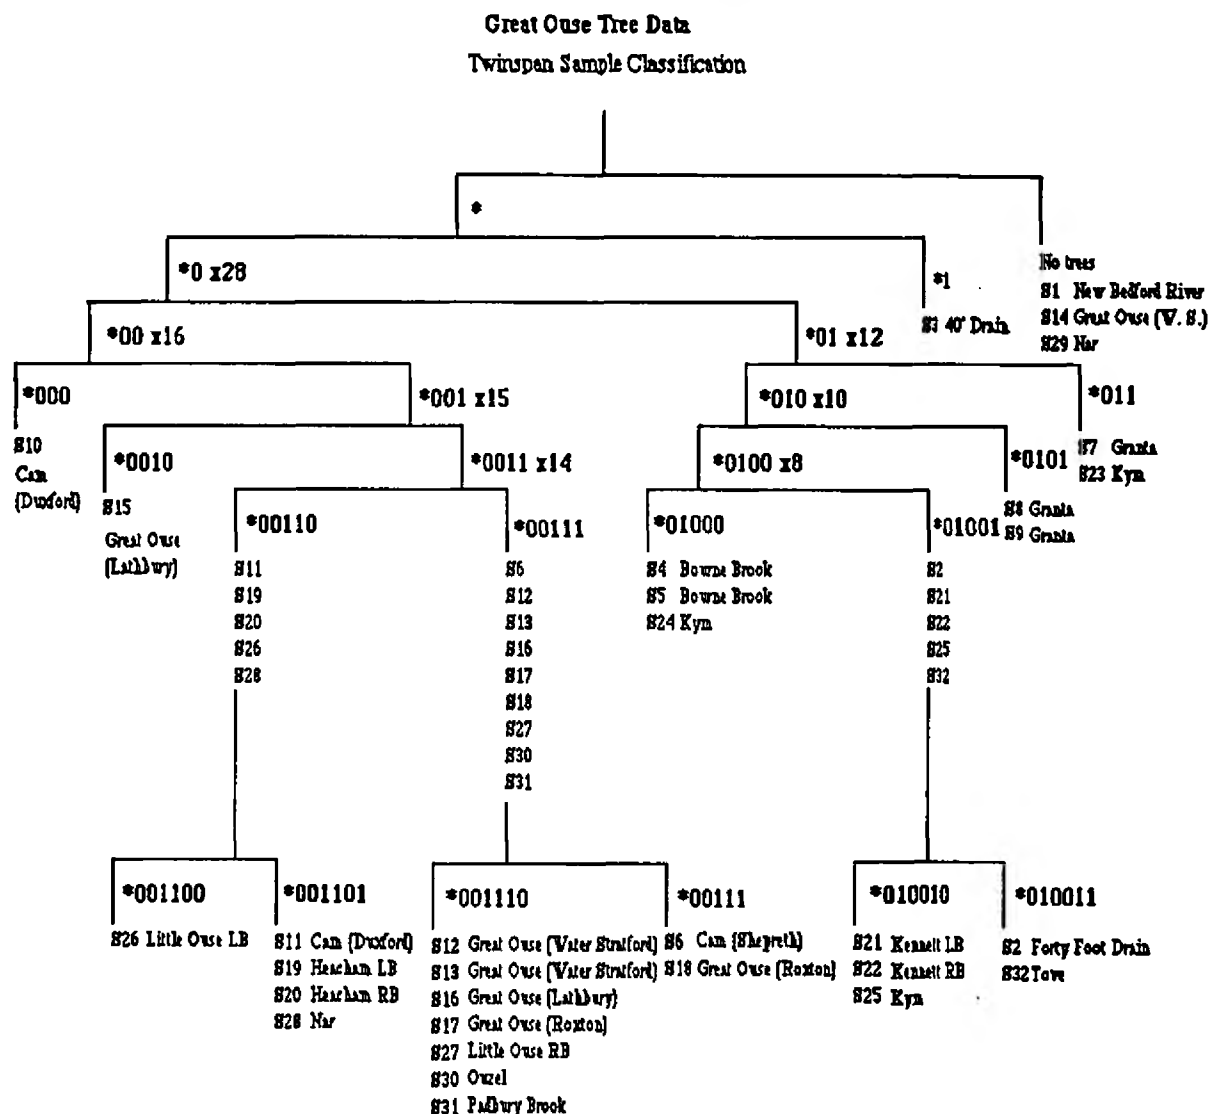 Great Ouse Tree Data
Twinspan Sample Classification
*
*0 x28
*1
No trees
S1 New Bedford River
S14 Great Ouse (W. S.)
S29 Nar
*00 x16
*01 x12
S3 40' Drain
*000
*001 x15
*010 x10
*011
S10
Cam
(Duxford)
*0010
*0011 x14
*0100 x8
*0101
S7 Granta
S23 Kym
S15
Great Ouse
(Lathbury)
*00110
*00111
*01000
*01001
S8 Granta
S9 Granta
S11
S19
S20
S26
S28
S6
S12
S13
S16
S17
S18
S27
S30
S31
S4 Bowne Brook
S5 Bowne Brook
S24 Kym
S2
S21
S22
S25
S32
*001100
*001101
*001110
*00111
*010010
*010011
S26 Little Ouse LB
S11 Cam (Duxford)
S19 Heacham LB
S20 Heacham RB
S28 Nar
S12 Great Ouse (Water Stratford)
S13 Great Ouse (Water Stratford)
S16 Great Ouse (Lathbury)
S17 Great Ouse (Roxton)
S27 Little Ouse RB
S30 Ouzel
S31 Padbury Brook
S6 Cam (Shepreth)
S18 Great Ouse (Roxton)
S21 Kennett LB
S22 Kennett RB
S25 Kym
S2 Forty Foot Drain
S32 Tove